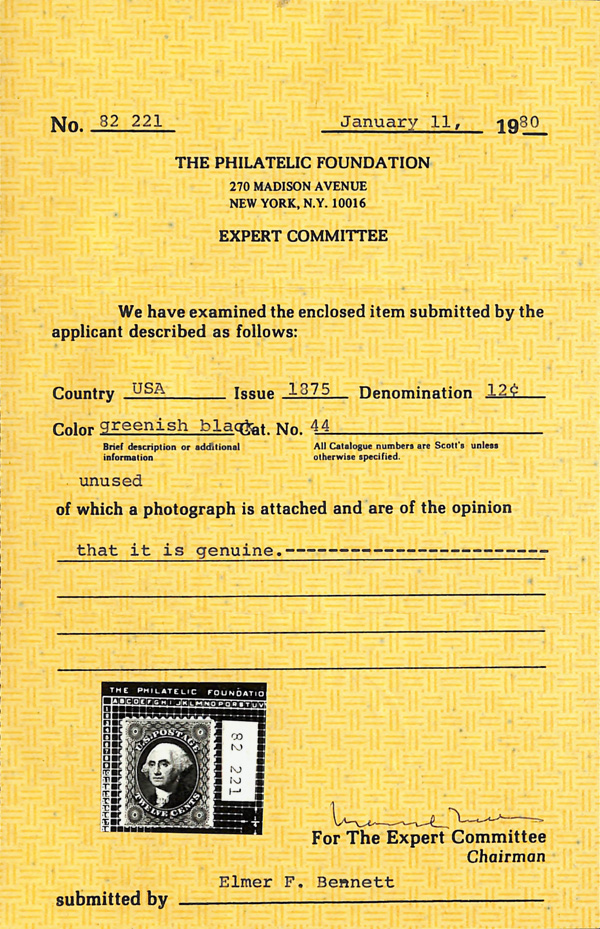 No. 82 221 January 11, 1980
THE PHILATELIC FOUNDATION
270 MADISON AVENUE
NEW YORK, N.Y. 10016
EXPERT COMMITTEE
We have examined the enclosed item submitted by the
applicant described as follows:
Country USA Issue 1875 Denomination 12¢
Color greenish black Cat. No. 44
Brief description or additional information
All Catalogue numbers are Scott's unless otherwise specified.
unused
of which a photograph is attached and are of the opinion
that it is genuine.--------------------------
THE PHILATELIC FOUNDATIO
ABCDEFGHIJKLMNOPQRSTUV
U.S. POSTAGE
TWELVE CENTS
82 221
For The Expert Committee
Chairman
submitted by Elmer F. Bennett